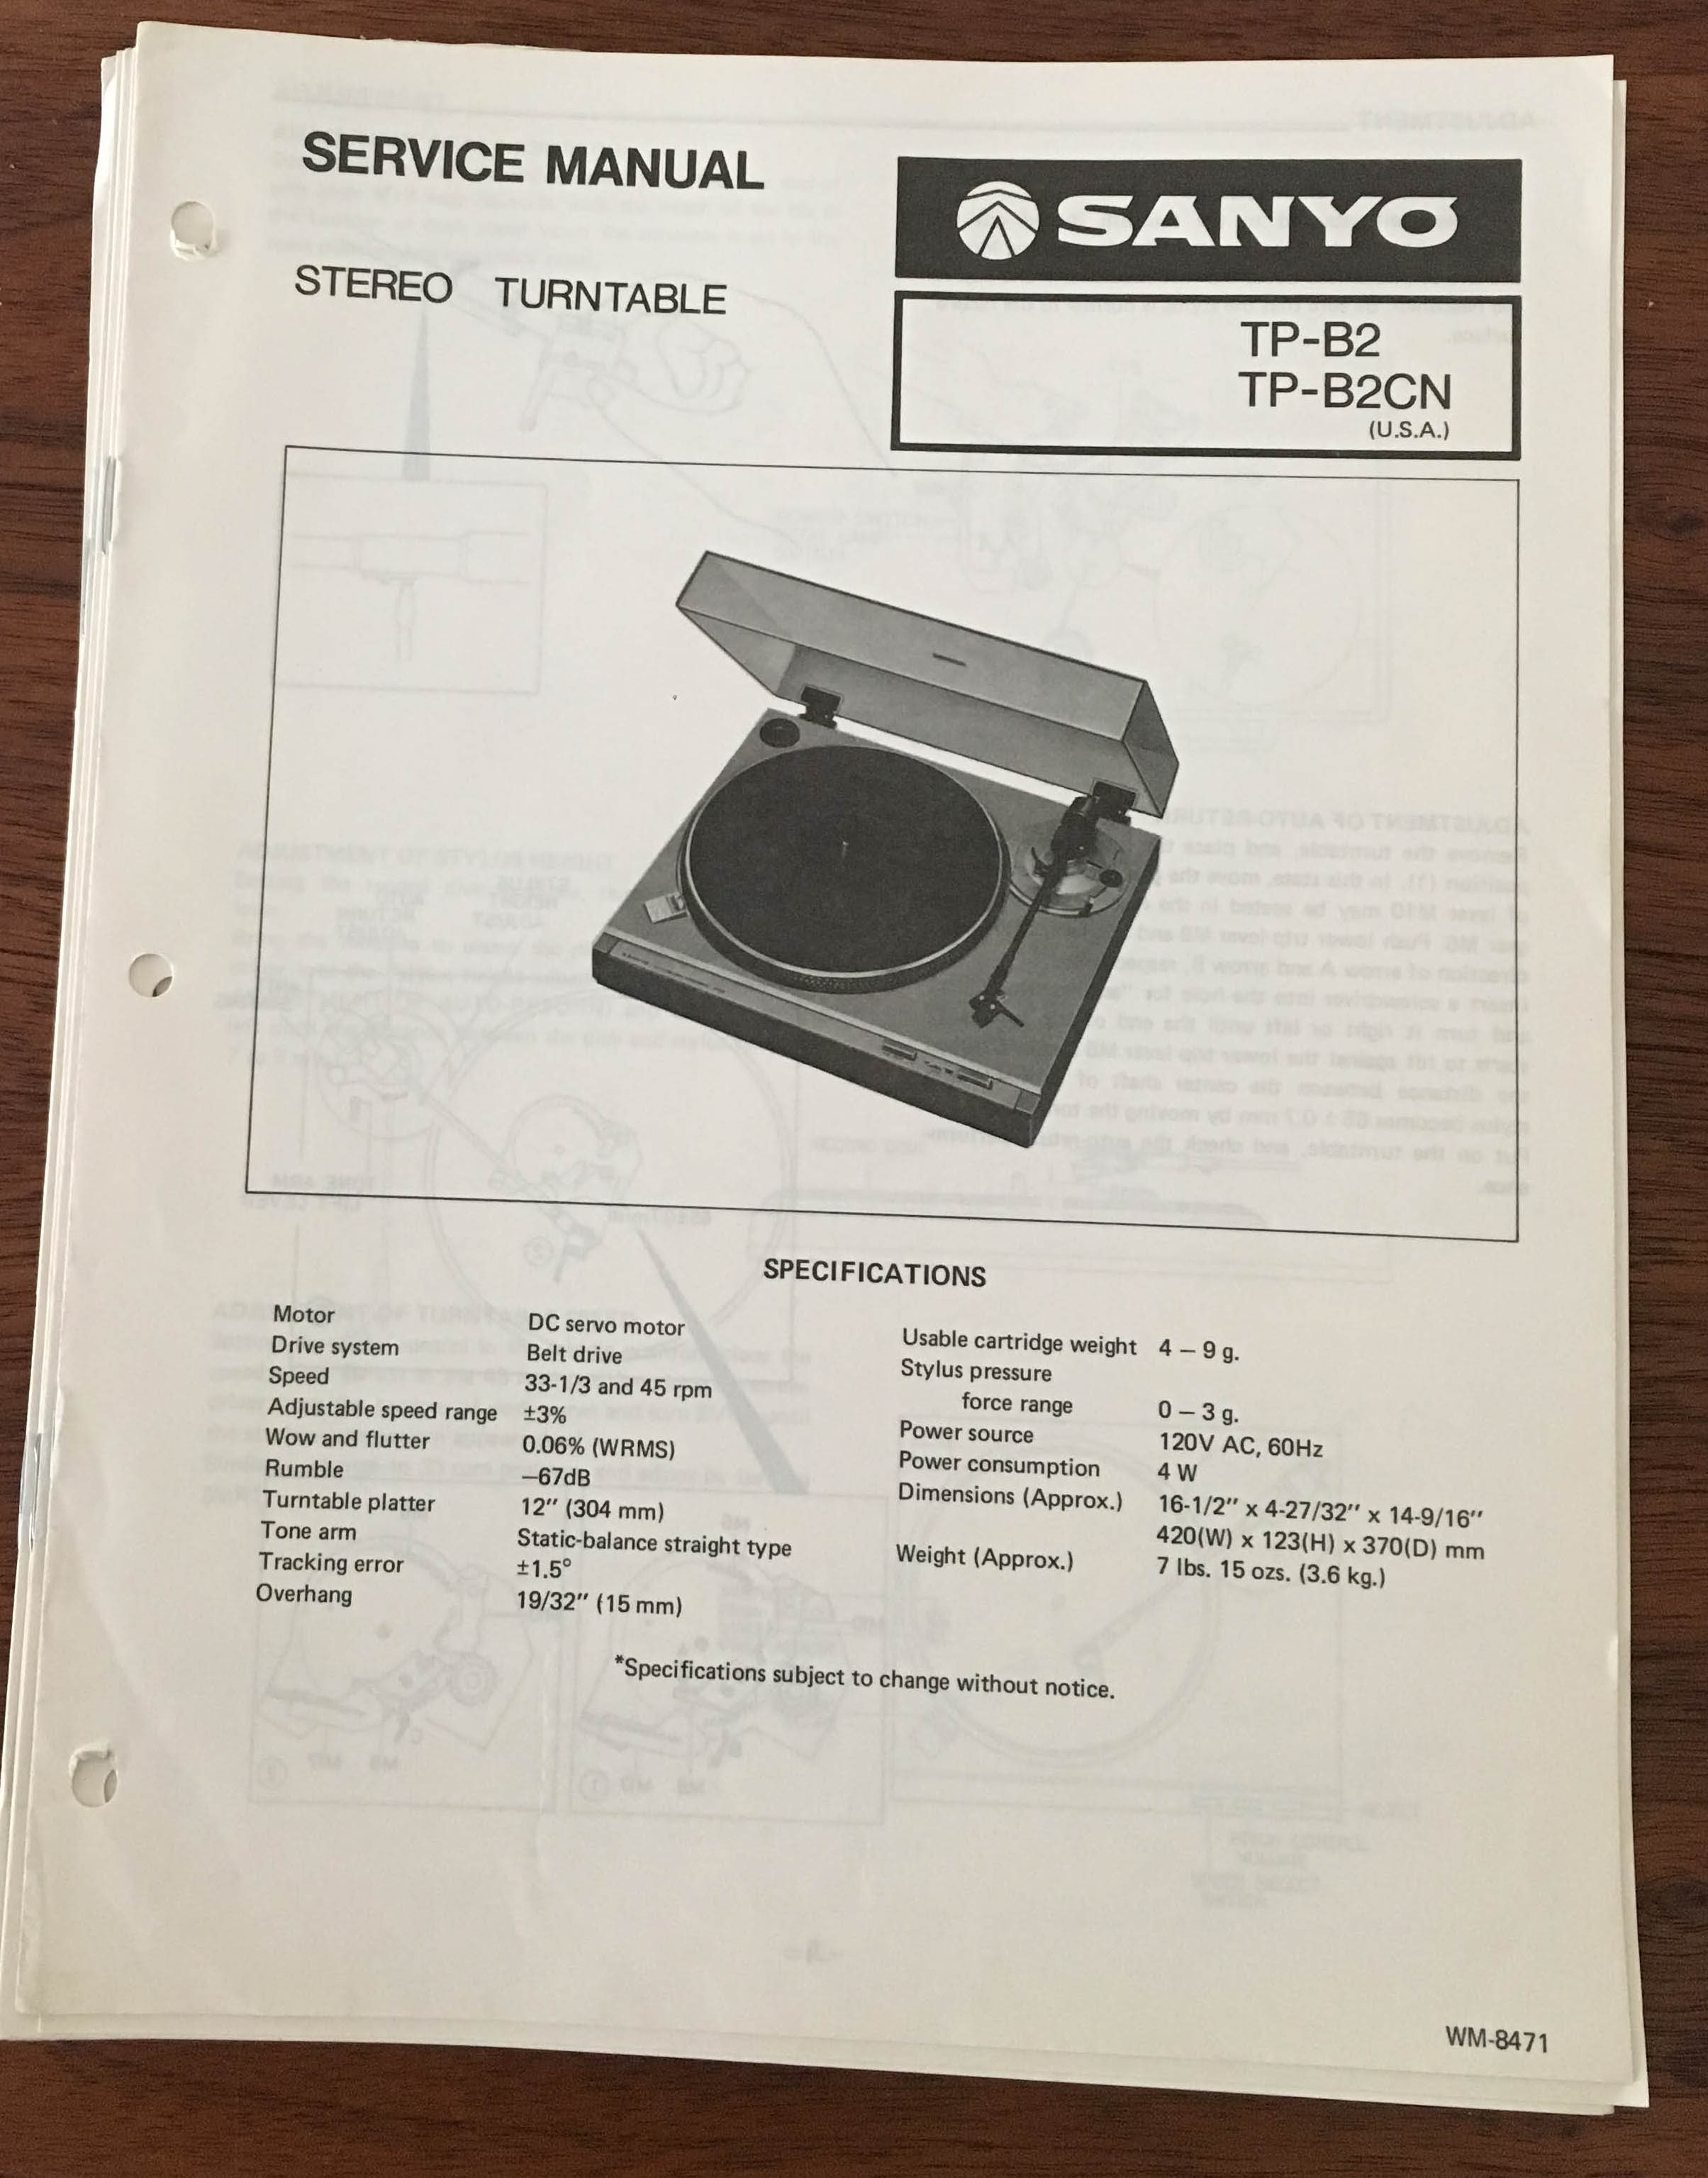 SERVICE MANUAL
STEREO TURNTABLE
SANYO
TP-B2
TP-B2CN
(U.S.A.)
SPECIFICATIONS
Motor DC servo motor
Drive system Belt drive
Speed 33-1/3 and 45 rpm
Adjustable speed range ±3%
Wow and flutter 0.06% (WRMS)
Rumble –67dB
Turntable platter 12″ (304 mm)
Tone arm Static-balance straight type
Tracking error ±1.5°
Overhang 19/32″ (15 mm)
Usable cartridge weight 4 – 9 g.
Stylus pressure
force range 0 – 3 g.
Power source 120V AC, 60Hz
Power consumption 4 W
Dimensions (Approx.) 16-1/2″ x 4-27/32″ x 14-9/16″
420(W) x 123(H) x 370(D) mm
Weight (Approx.) 7 lbs. 15 ozs. (3.6 kg.)
*Specifications subject to change without notice.
WM-8471